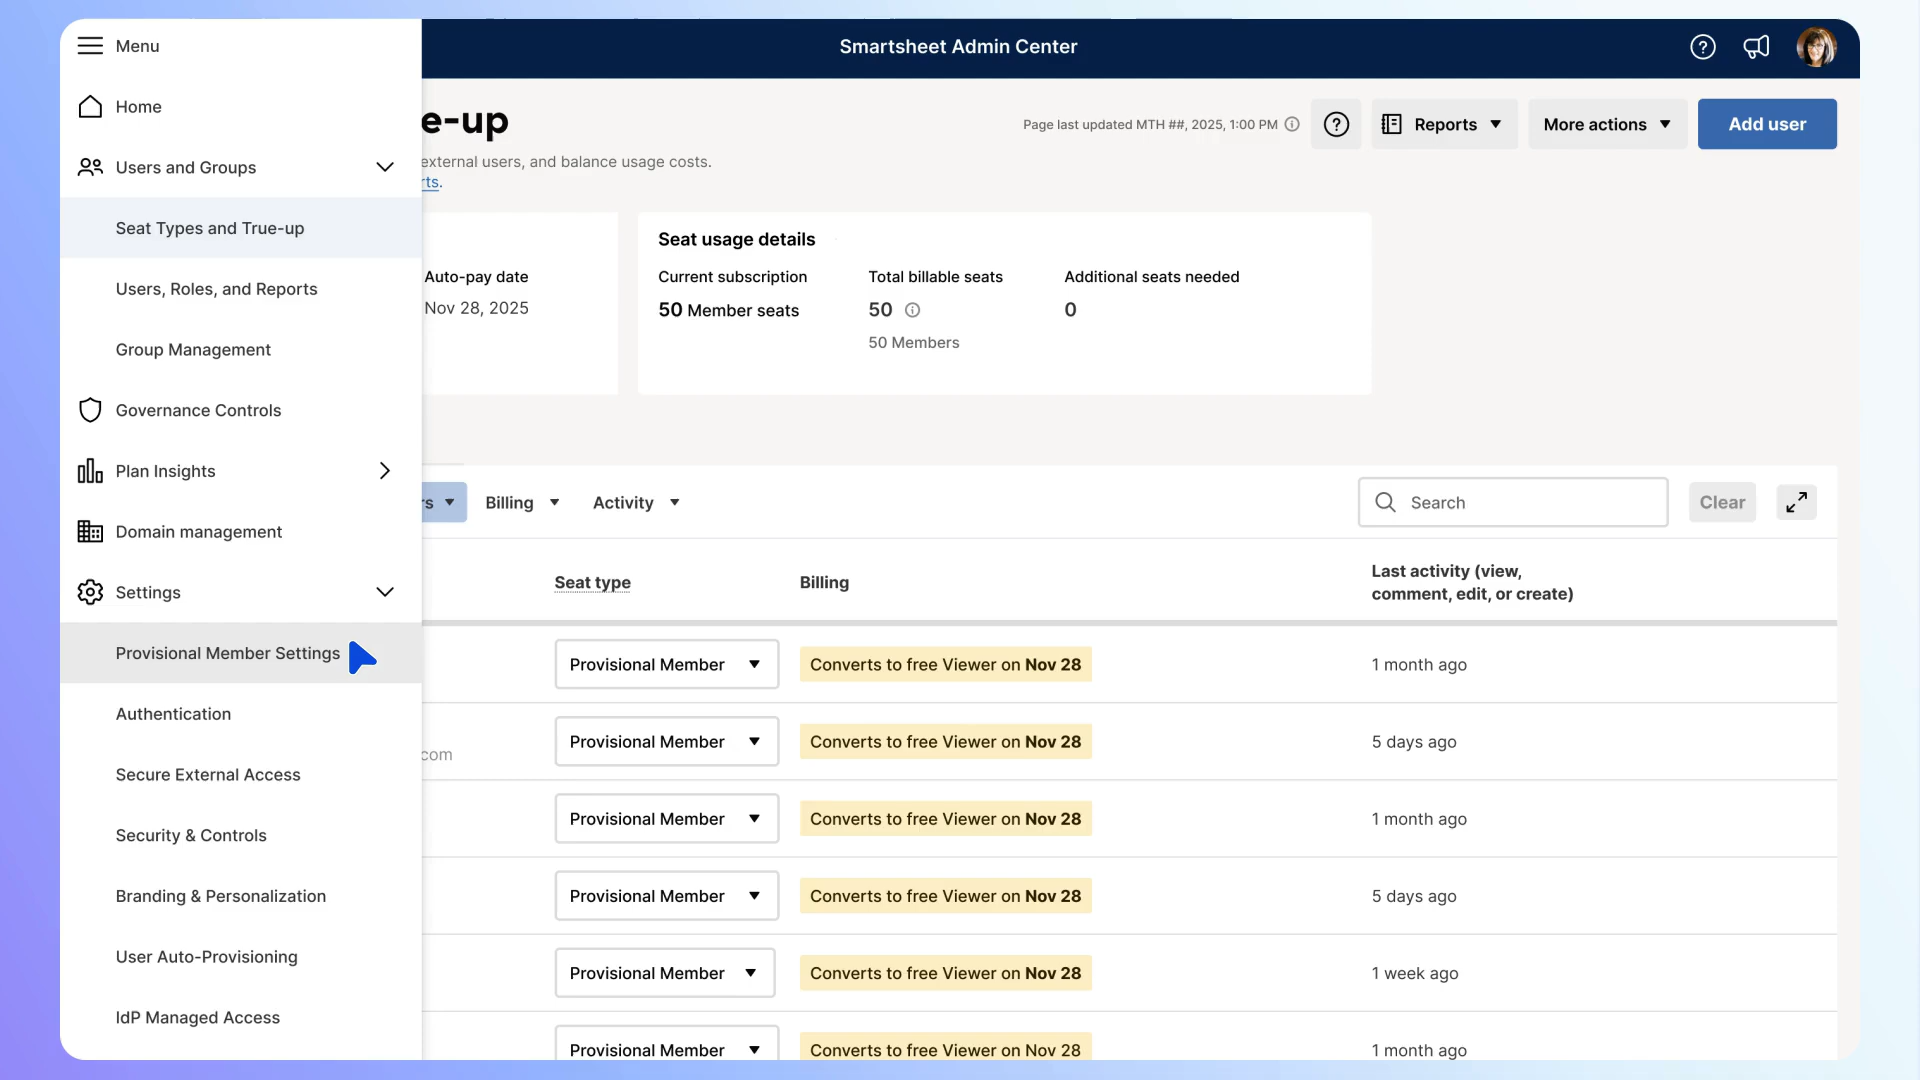 Menu
Home
Users and Groups
Seat Types and True-up
Users, Roles, and Reports
Group Management
Governance Controls
Plan Insights
Domain management
Settings
Provisional Member Settings
Authentication
Secure External Access
Security & Controls
Branding & Personalization
User Auto-Provisioning
IdP Managed Access
Smartsheet Admin Center
e-up
Page last updated MTH ##, 2025, 1:00 PM
Reports
More actions
Add user
external users, and balance usage costs.
rts.
Auto-pay date
Nov 28, 2025
Seat usage details
Current subscription
Total billable seats
Additional seats needed
50 Member seats
50
0
50 Members
rs
Billing
Activity
Search
Clear
Seat type
Billing
Last activity (view,
comment, edit, or create)
Provisional Member
Converts to free Viewer on Nov 28
1 month ago
com
Provisional Member
Converts to free Viewer on Nov 28
5 days ago
Provisional Member
Converts to free Viewer on Nov 28
1 month ago
Provisional Member
Converts to free Viewer on Nov 28
5 days ago
Provisional Member
Converts to free Viewer on Nov 28
1 week ago
Provisional Member
Converts to free Viewer on Nov 28
1 month ago